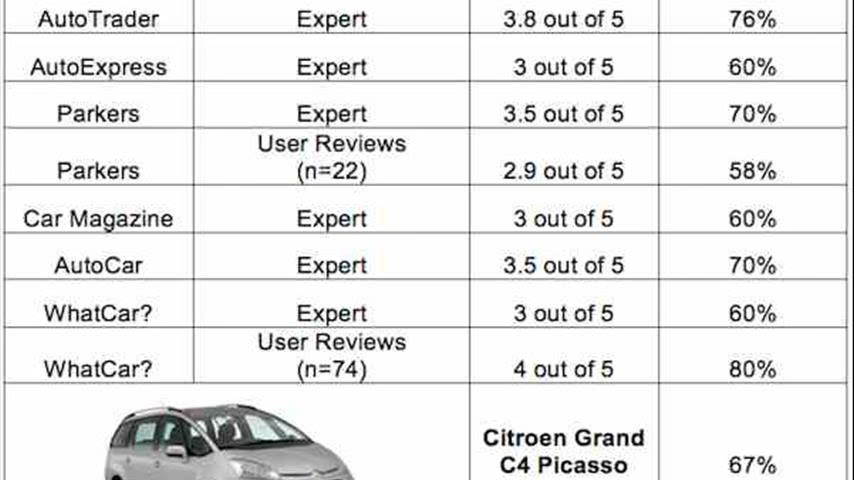 AutoTrader Expert 3.8 out of 5 76%
AutoExpress Expert 3 out of 5 60%
Parkers Expert 3.5 out of 5 70%
User Reviews
Parkers (n=22) 2.9 out of 5 58%
Car Magazine Expert 3 out of 5 60%
AutoCar Expert 3.5 out of 5 70%
WhatCar? Expert 3 out of 5 60%
User Reviews
WhatCar? (n=74) 4 out of 5 80%
Citroen Grand
C4 Picasso 67%